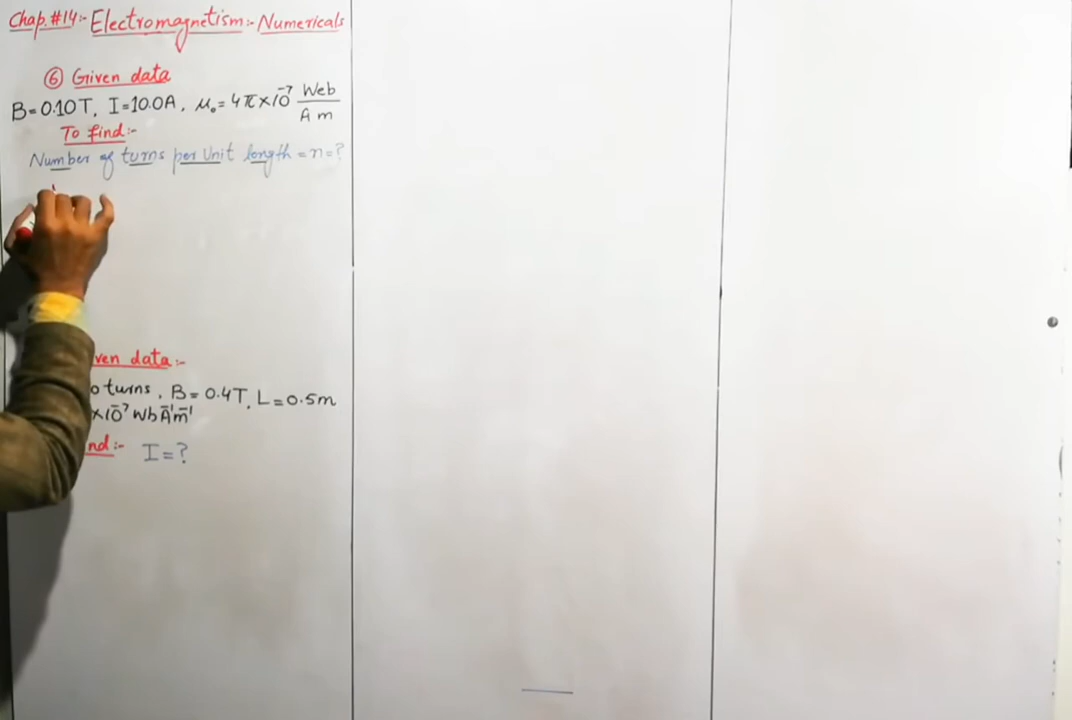 Chap.#14:- Electromagnetism:- Numericals
⑥ Given data
B=0.10T, I=10.0A, μ₀=4π×10⁻⁷ Web/A m
To find:-
Number of turns per Unit length = n=?
ven data:-
o turns, B= 0.4T, L=0.5m
×10⁻⁷ Wb A⁻¹m⁻¹
nd:- I=?